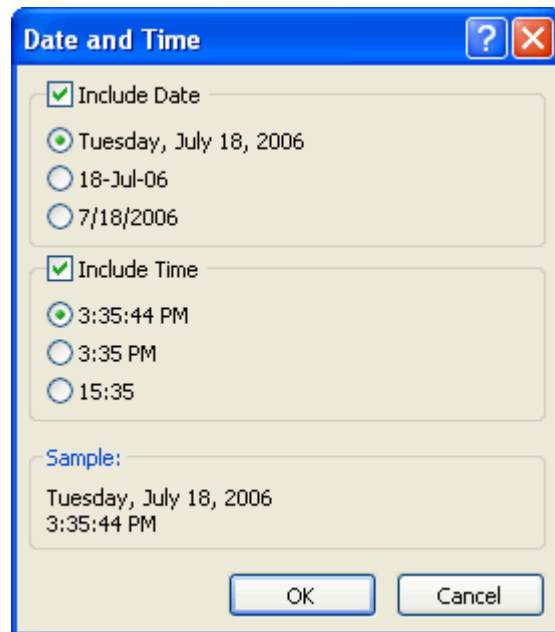 Date and Time
?
Include Date
Tuesday, July 18, 2006
18-Jul-06
7/18/2006
Include Time
3:35:44 PM
3:35 PM
15:35
Sample:
Tuesday, July 18, 2006
3:35:44 PM
OK Cancel